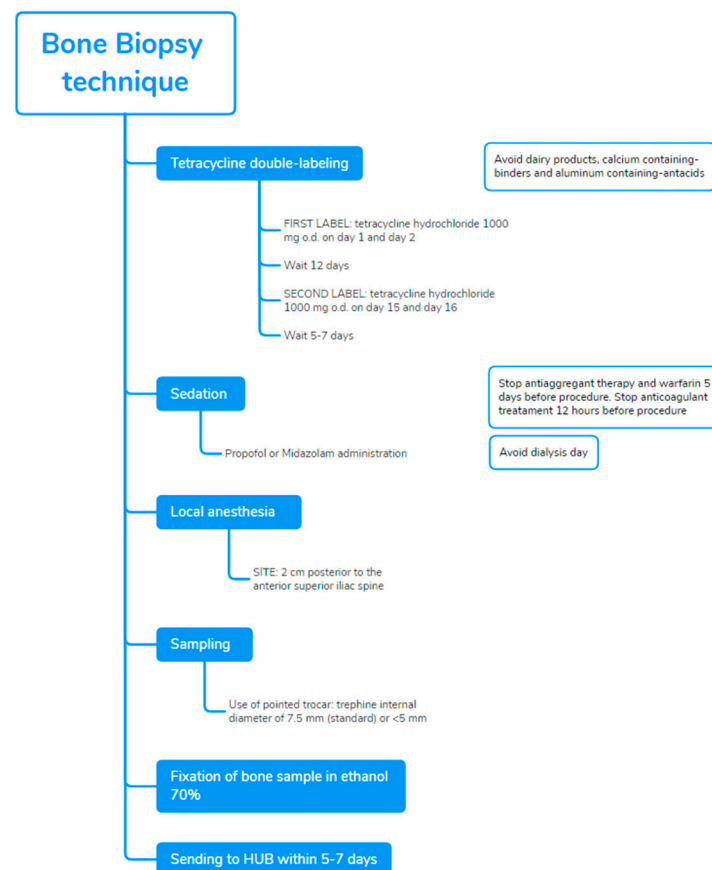 Bone Biopsy
technique
Tetracycline double-labeling
Avoid dairy products, calcium containing-
binders and aluminum containing-antacids
FIRST LABEL: tetracycline hydrochloride 1000
mg o.d. on day 1 and day 2
Wait 12 days
SECOND LABEL: tetracycline hydrochloride
1000 mg o.d. on day 15 and day 16
Wait 5-7 days
Sedation
Stop antiaggregant therapy and warfarin 5
days before procedure. Stop anticoagulant
treatament 12 hours before procedure
Propofol or Midazolam administration
Avoid dialysis day
Local anesthesia
SITE: 2 cm posterior to the
anterior superior iliac spine
Sampling
Use of pointed trocar: trephine internal
diameter of 7.5 mm (standard) or <5 mm
Fixation of bone sample in ethanol
70%
Sending to HUB within 5-7 days